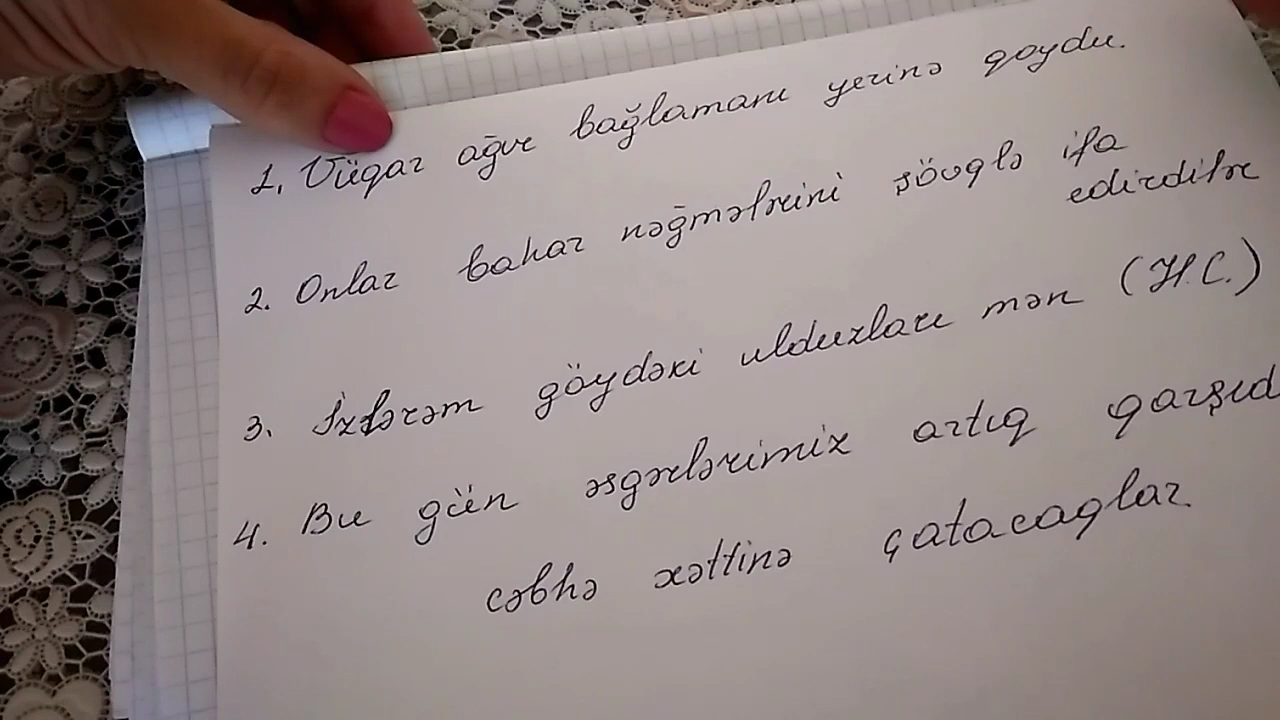 1. Vüqar ağır bağlamanı yerinə qoydu.
2. Onlar bahar nəğmələrini şövqlə ifa
edirdilər
3. İzlərəm göydəki ulduzları mən (H.C.)
4. Bu gün əsgərlərimiz artıq qarşıd
cəbhə xəttinə çatacaqlar.